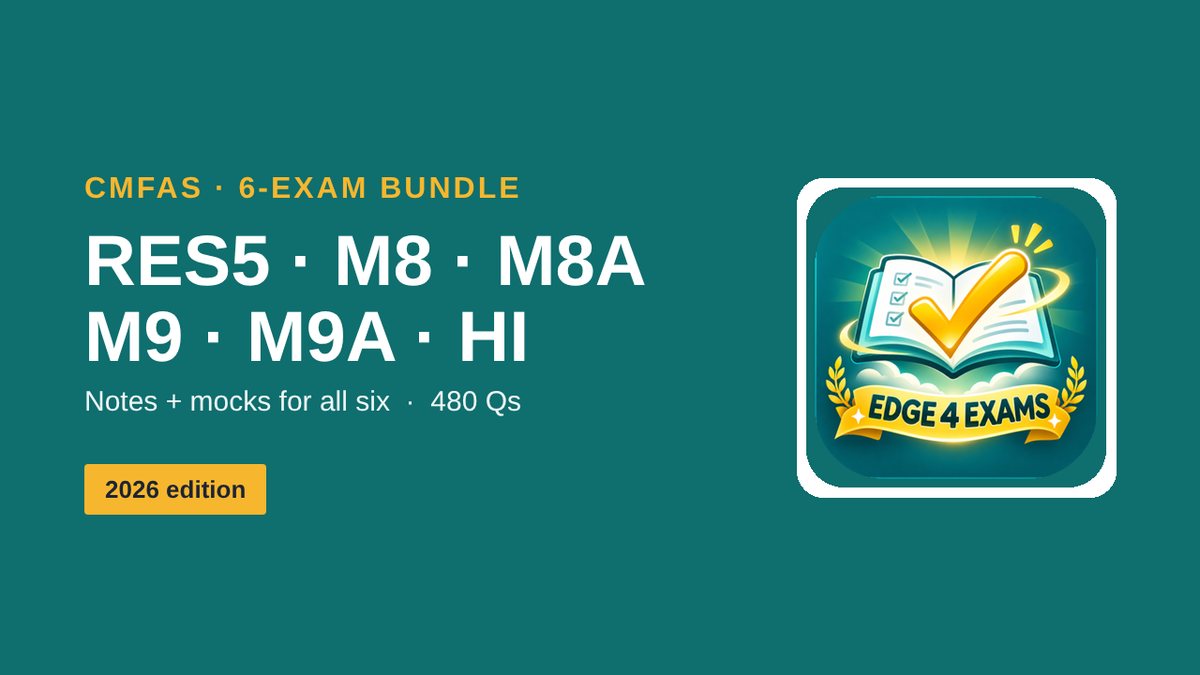 CMFAS · 6-EXAM BUNDLE
RES5 · M8 · M8A
M9 · M9A · HI
Notes + mocks for all six · 480 Qs
2026 edition
EDGE 4 EXAMS